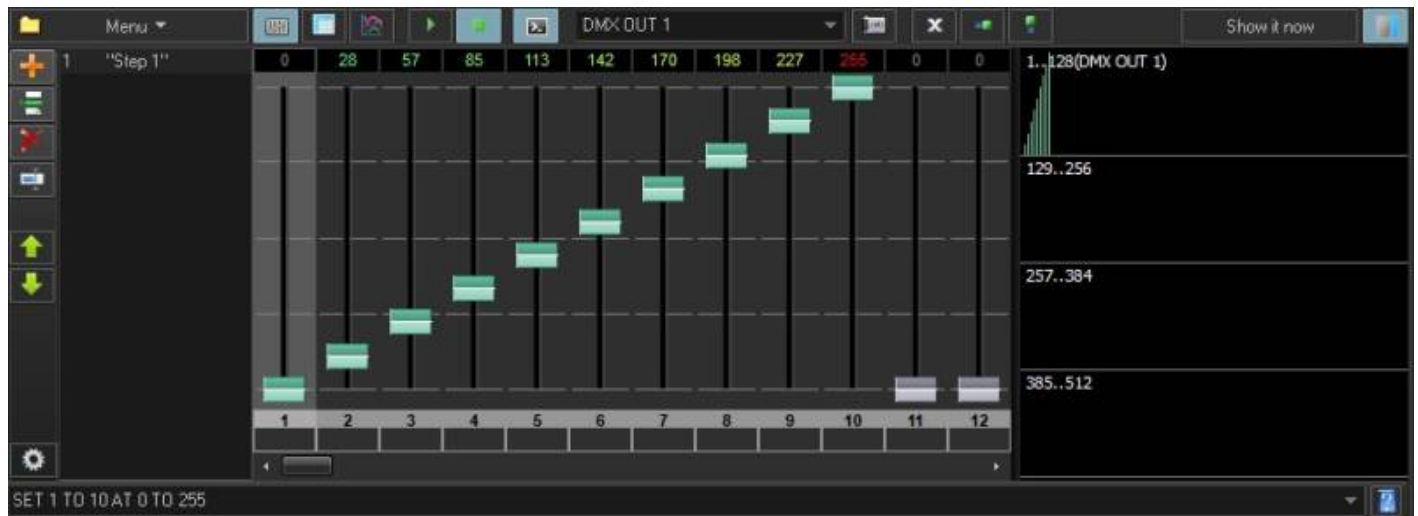 Menu
DMX OUT 1
Show it now
1 "Step 1"
0 28 57 85 113 142 170 198 227 255 0 0
1..128(DMX OUT 1)
129..256
257..384
385..512
1 2 3 4 5 6 7 8 9 10 11 12
SET 1 TO 10 AT 0 TO 255